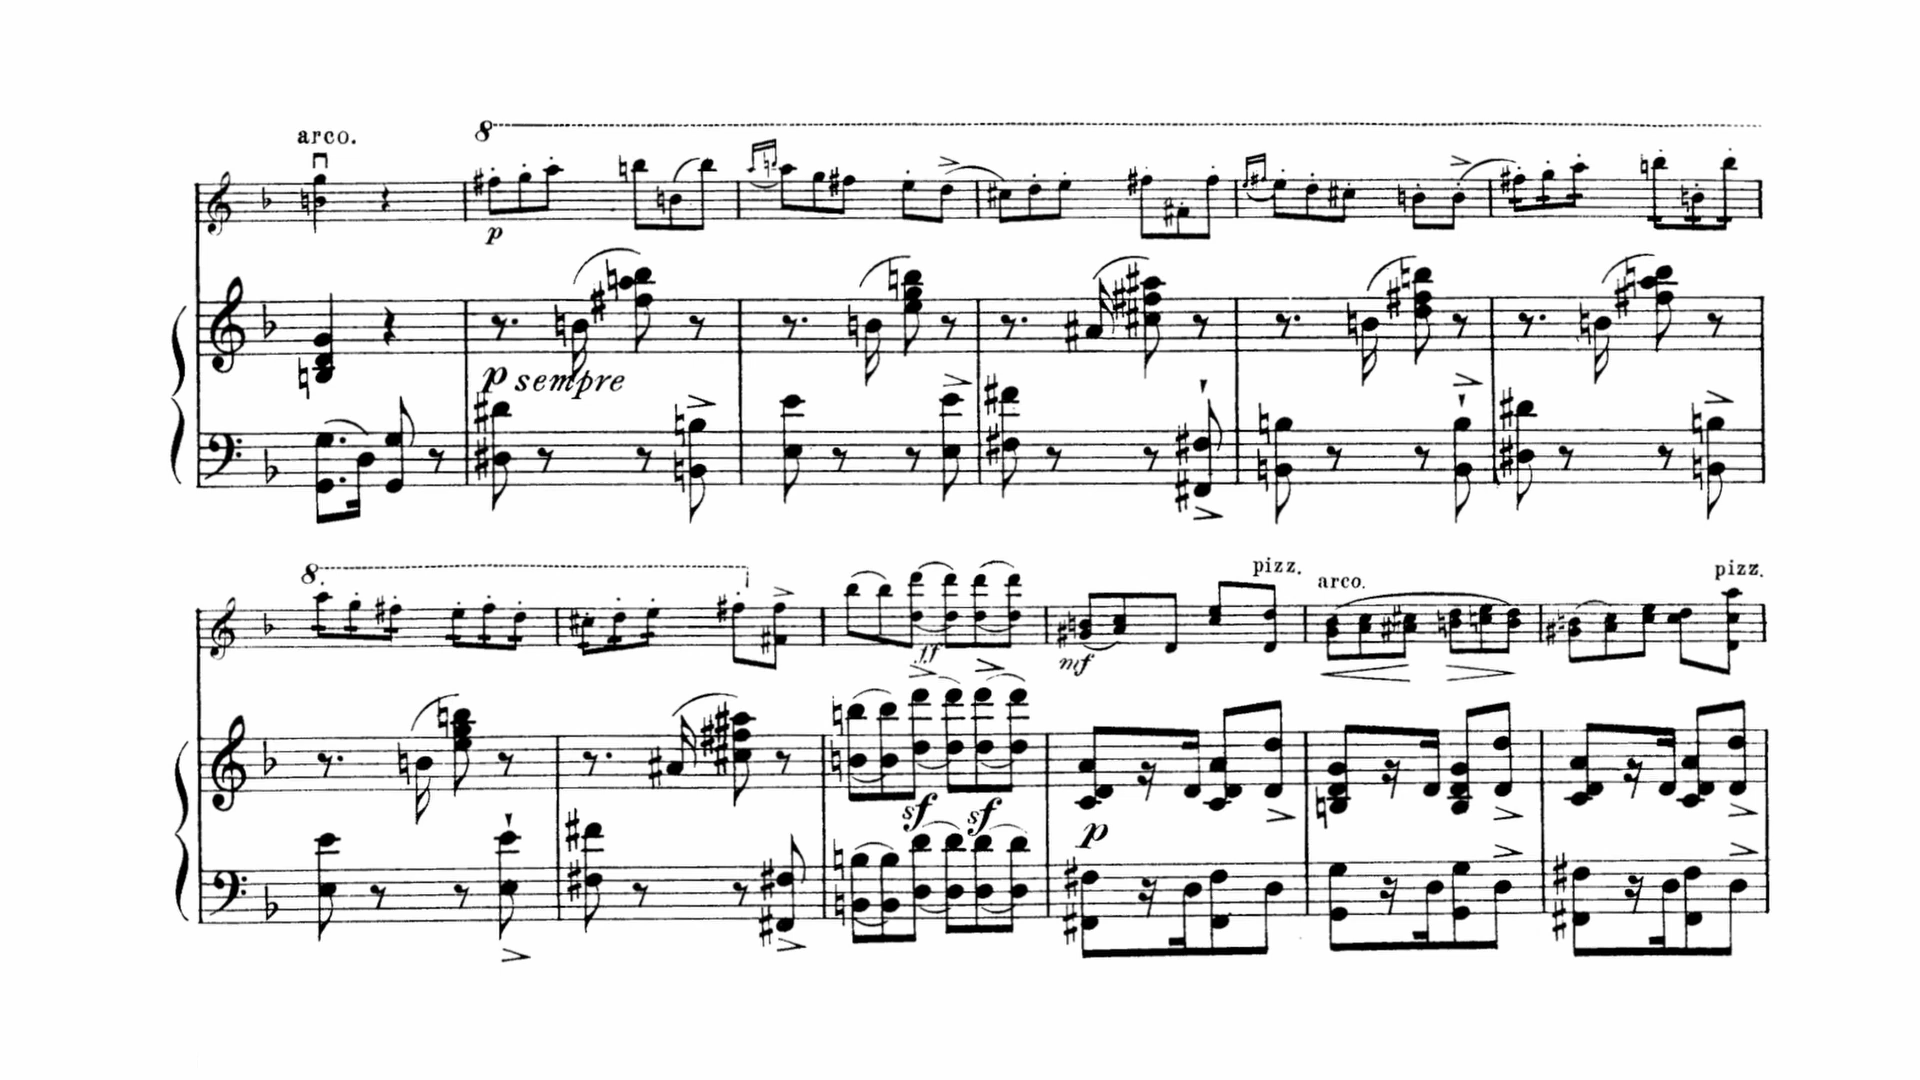 arco.
8
p
p sempre
8
pizz.
arco.
pizz.
ff
mf
sf sf
p